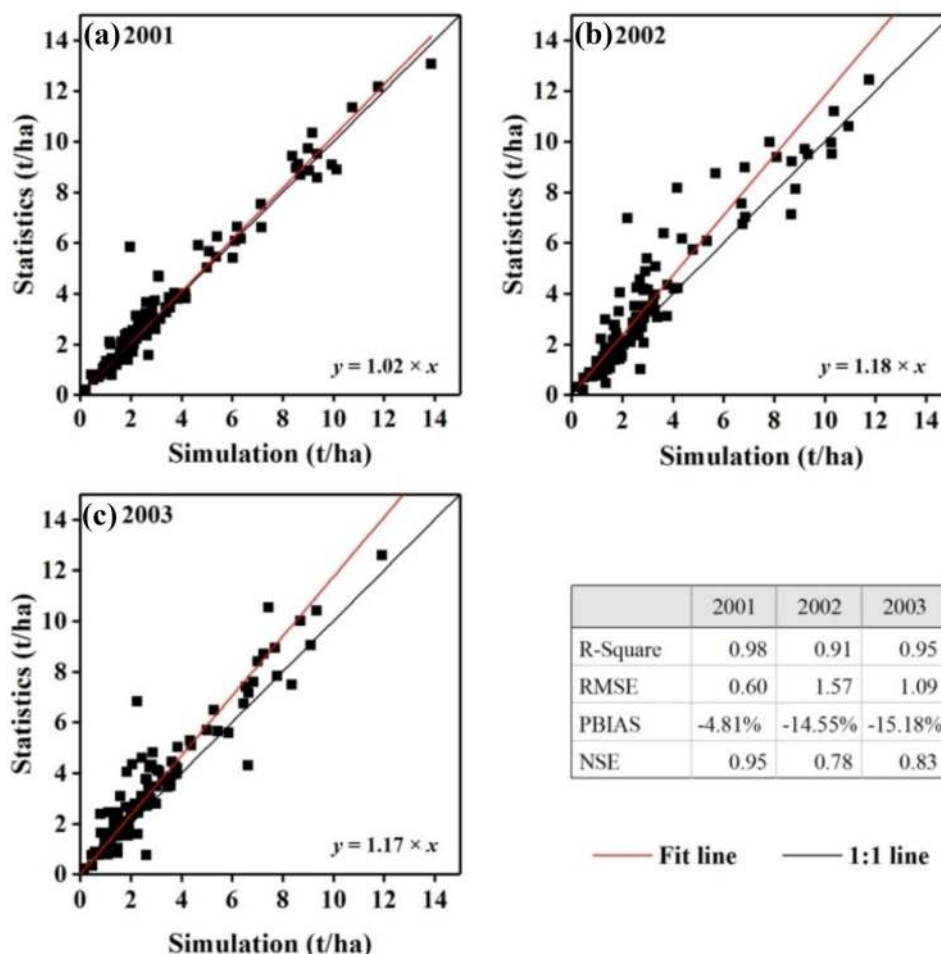 (a) 2001
14
12
10
8
6
4
2
0
Statistics (t/ha)
y = 1.02 × x
0 2 4 6 8 10 12 14
Simulation (t/ha)
(b) 2002
14
12
10
8
6
4
2
0
Statistics (t/ha)
y = 1.18 × x
0 2 4 6 8 10 12 14
Simulation (t/ha)
(c) 2003
14
12
10
8
6
4
2
0
Statistics (t/ha)
y = 1.17 × x
0 2 4 6 8 10 12 14
Simulation (t/ha)
2001 2002 2003
R-Square 0.98 0.91 0.95
RMSE 0.60 1.57 1.09
PBIAS -4.81% -14.55% -15.18%
NSE 0.95 0.78 0.83
Fit line 1:1 line